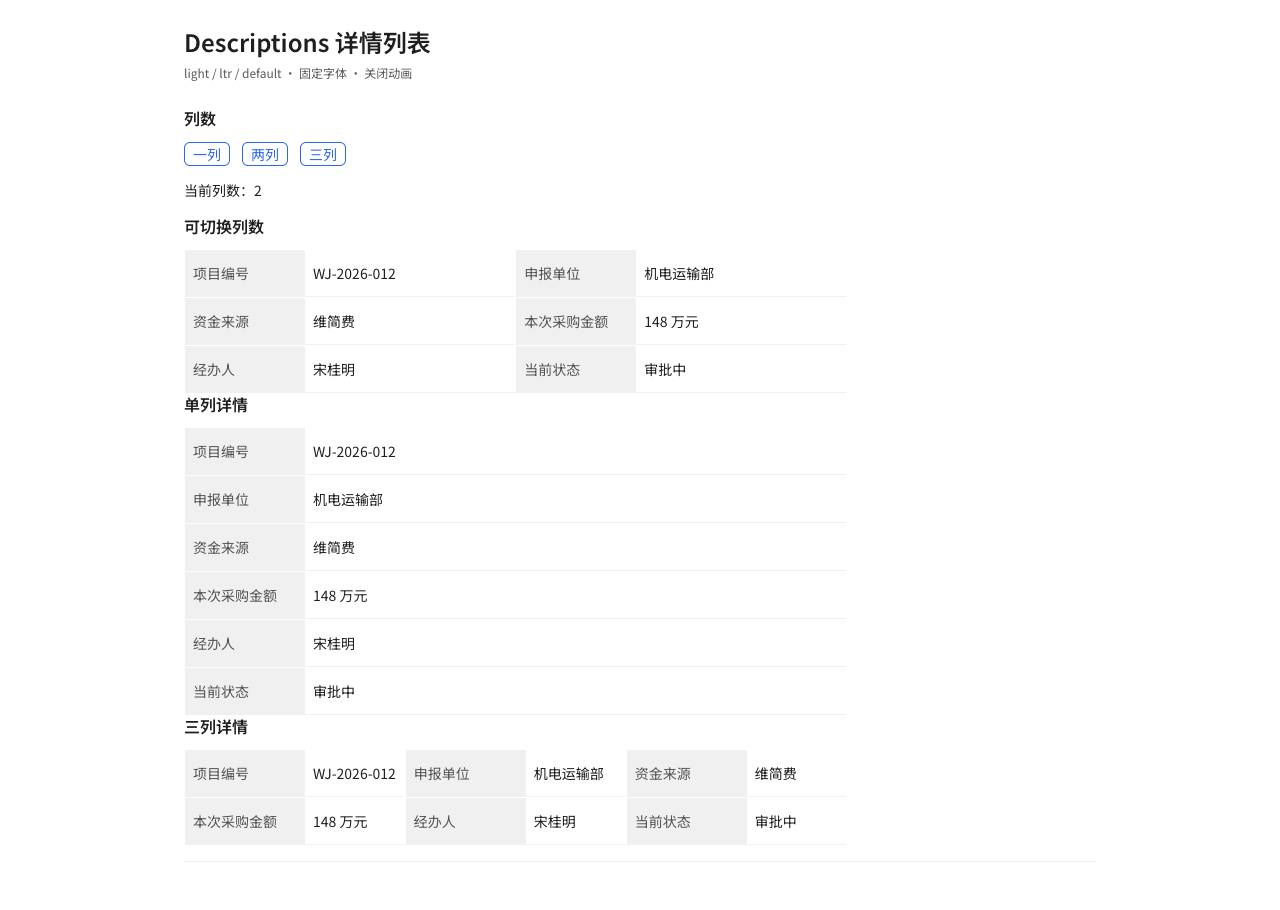 Descriptions 详情列表
light / ltr / default · 固定字体 · 关闭动画
列数
一列 两列 三列
当前列数：2
可切换列数
项目编号 WJ-2026-012 申报单位 机电运输部
资金来源 维简费 本次采购金额 148 万元
经办人 宋桂明 当前状态 审批中
单列详情
项目编号 WJ-2026-012
申报单位 机电运输部
资金来源 维简费
本次采购金额 148 万元
经办人 宋桂明
当前状态 审批中
三列详情
项目编号 WJ-2026-012 申报单位 机电运输部 资金来源 维简费
本次采购金额 148 万元 经办人 宋桂明 当前状态 审批中